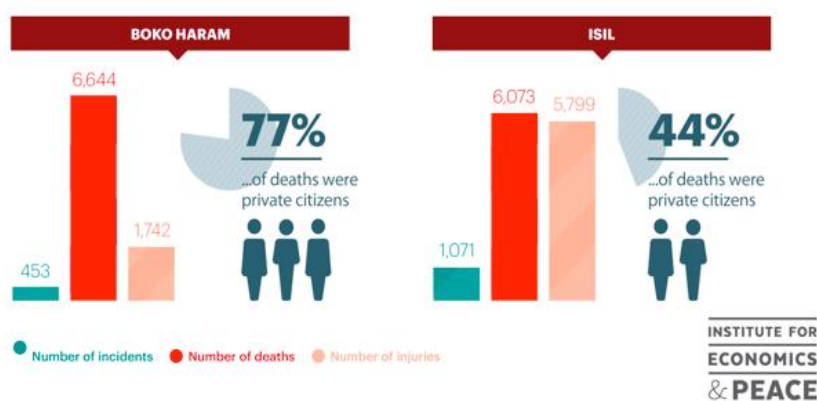 BOKO HARAM
6,644
1,742
453
77%
...of deaths were
private citizens
ISIL
6,073
5,799
1,071
44%
...of deaths were
private citizens
Number of incidents
Number of deaths
Number of injuries
INSTITUTE FOR
ECONOMICS
& PEACE